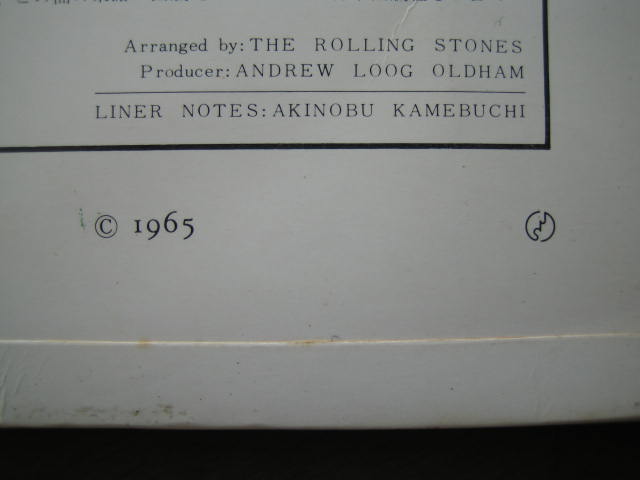 Arranged by: THE ROLLING STONES
Producer: ANDREW LOOG OLDHAM
LINER NOTES: AKINOBU KAMEBUCHI
© 1965